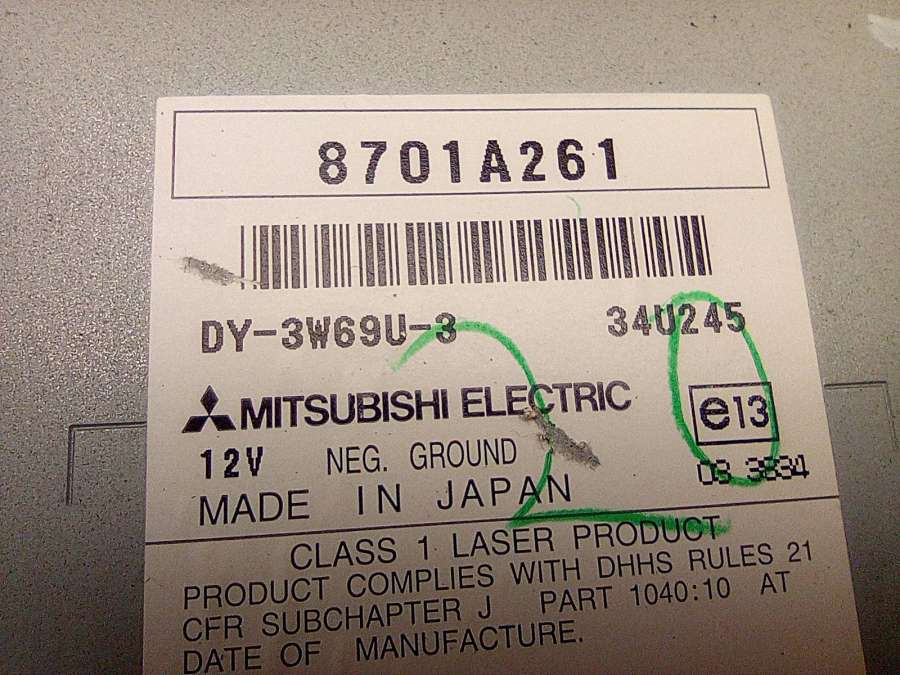 8701A261
DY-3W69U-3 34U245
MITSUBISHI ELECTRIC
e13
12V NEG. GROUND
03 3834
MADE IN JAPAN
20
CLASS 1 LASER PRODUCT
PRODUCT COMPLIES WITH DHHS RULES 21
CFR SUBCHAPTER J PART 1040:10 AT
DATE OF MANUFACTURE.